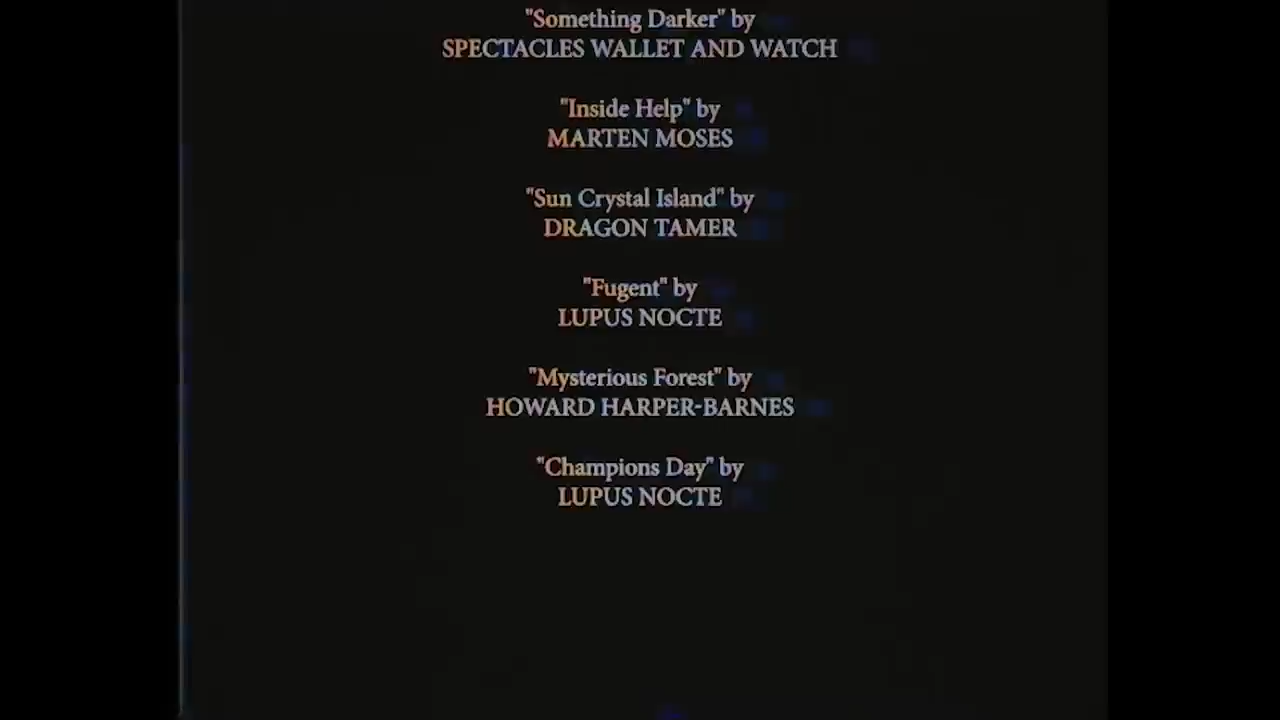 "Something Darker" by
SPECTACLES WALLET AND WATCH
"Inside Help" by
MARTEN MOSES
"Sun Crystal Island" by
DRAGON TAMER
"Fugent" by
LUPUS NOCTE
"Mysterious Forest" by
HOWARD HARPER-BARNES
"Champions Day" by
LUPUS NOCTE